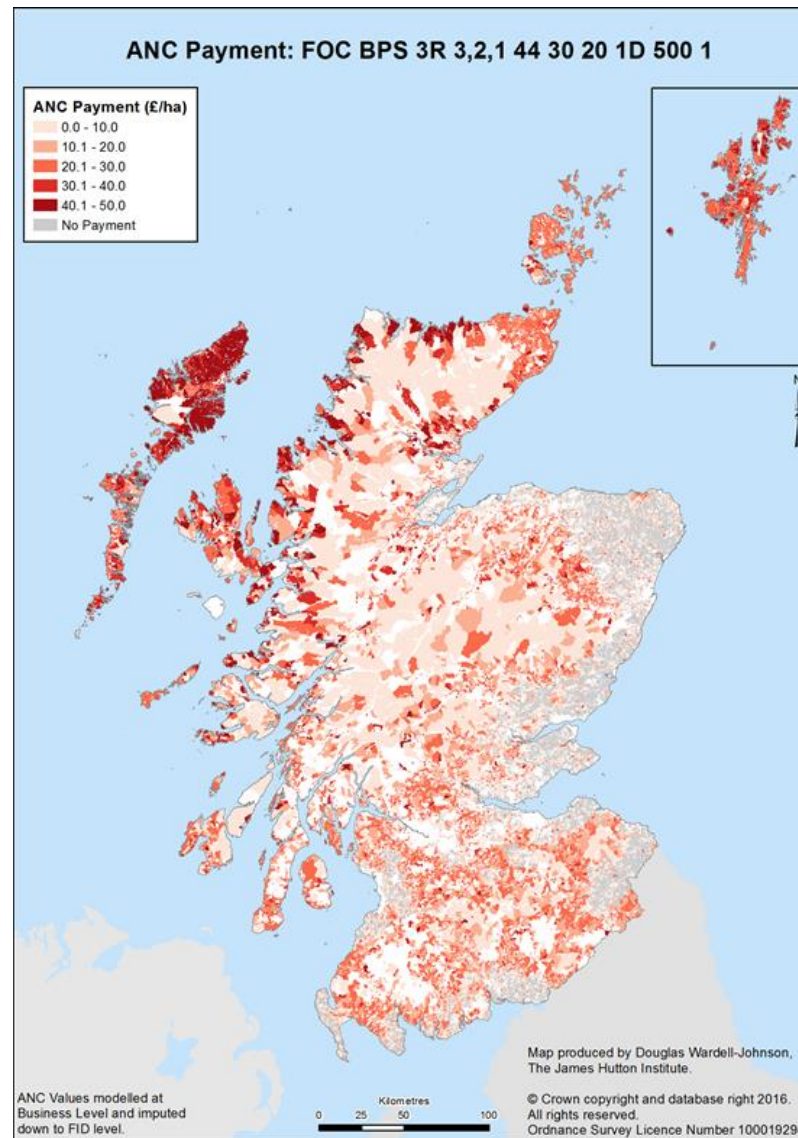 ANC Payment: FOC BPS 3R 3,2,1 44 30 20 1D 500 1
ANC Payment (£/ha)
0.0 - 10.0
10.1 - 20.0
20.1 - 30.0
30.1 - 40.0
40.1 - 50.0
No Payment
N
ANC Values modelled at
Business Level and imputed
down to FID level.
Kilometres
0 25 50 100
Map produced by Douglas Wardell-Johnson,
The James Hutton Institute.
© Crown copyright and database right 2016.
All rights reserved.
Ordnance Survey Licence Number 10001929